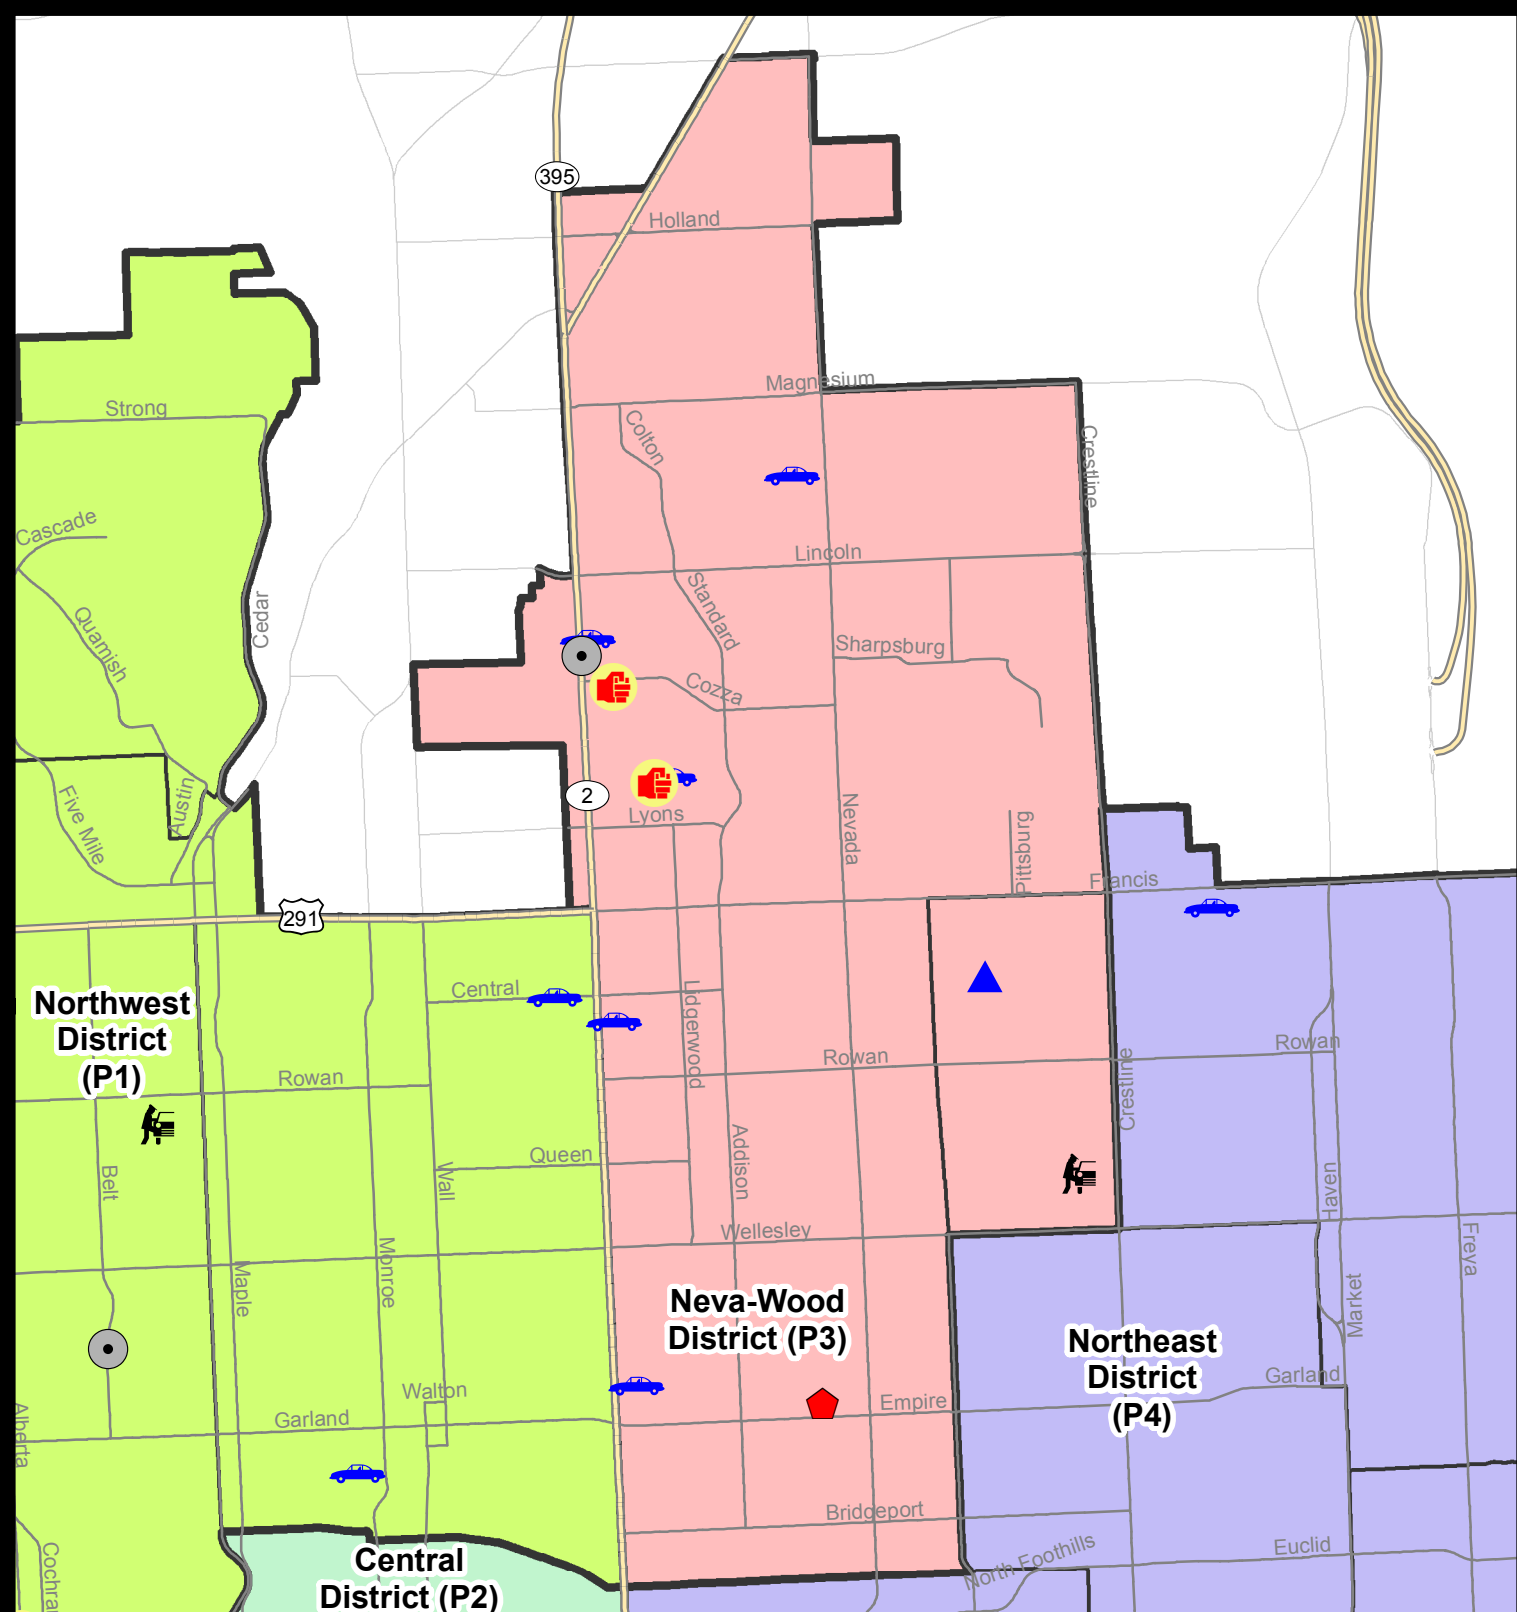 395
Holland
Magnesium
Strong
Colton
Crestline
Cascade
Lincoln
Quamish
Cedar
Standard
Sharpsburg
Cozza
2
Lyons
Nevada
Five Mile
Austin
Pittsburg
Francis
291
Northwest
District
(P1)
Central
Lidgerwood
Rowan
Rowan
Rowan
Crestline
Belt
Wall
Queen
Addison
Haven
Wellesley
Freya
Maple
Monroe
Market
Neva-Wood
District (P3)
Northeast
District
(P4)
Walton
Garland
Empire
Garland
Alberta
Bridgeport
North Foothills
Euclid
Central
District (P2)
Cochra